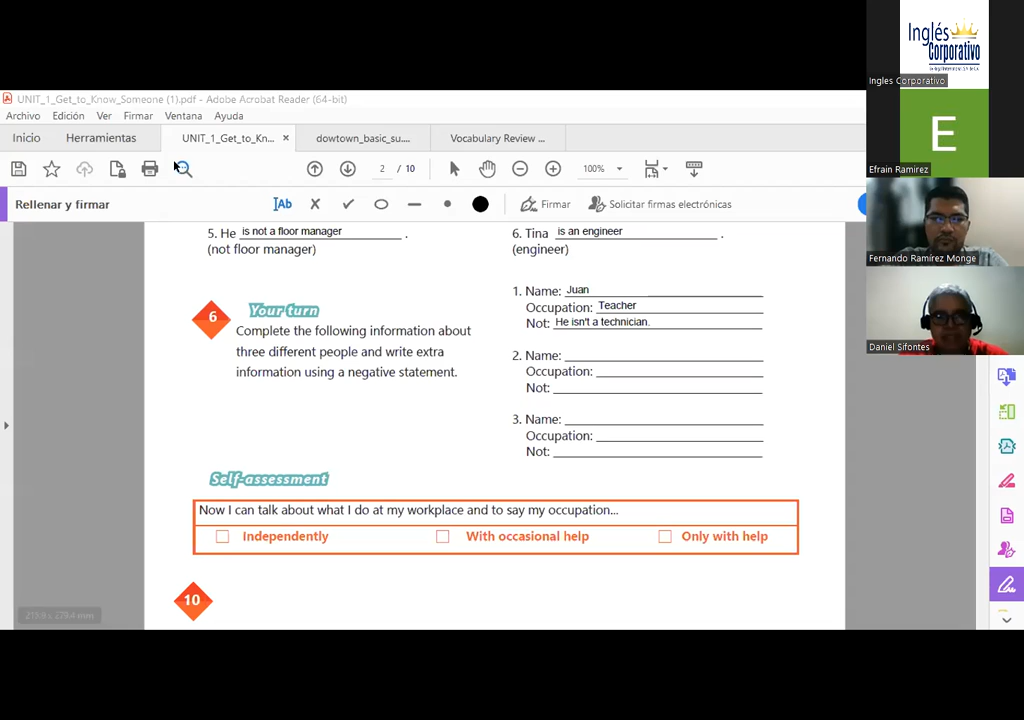 Inglés
Corporativo
Ingles Corporativo
E
Efrain Ramirez
Fernando Ramírez Monge
Daniel Sifontes
UNIT_1_Get_to_Know_Someone (1).pdf - Adobe Acrobat Reader (64-bit)
Archivo Edición Ver Firmar Ventana Ayuda
Inicio Herramientas UNIT_1_Get_to_Kn... × dowtown_basic_su... Vocabulary Review ...
2 / 10 100%
Rellenar y firmar Ab Firmar Solicitar firmas electrónicas
5. He is not a floor manager .
(not floor manager)
6. Tina is an engineer .
(engineer)
6 Your turn
Complete the following information about
three different people and write extra
information using a negative statement.
1. Name: Juan
Occupation: Teacher
Not: He isn't a technician.
2. Name:
Occupation:
Not:
3. Name:
Occupation:
Not:
Self-assessment
Now I can talk about what I do at my workplace and to say my occupation...
Independently With occasional help Only with help
10